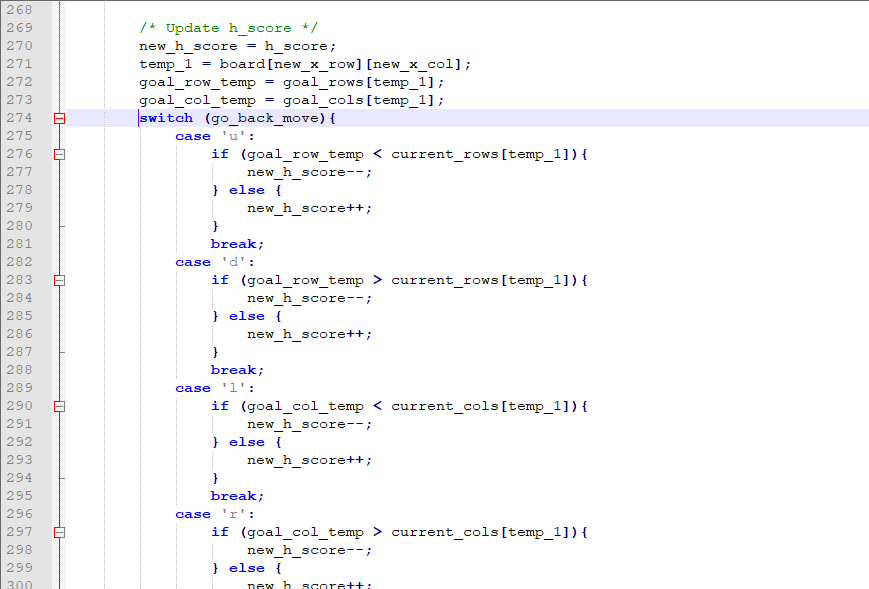 268
269 /* Update h_score */
270 new_h_score = h_score;
271 temp_1 = board[new_x_row][new_x_col];
272 goal_row_temp = goal_rows[temp_1];
273 goal_col_temp = goal_cols[temp_1];
274 switch (go_back_move){
275 case 'u':
276 if (goal_row_temp < current_rows[temp_1]){
277 new_h_score--;
278 } else {
279 new_h_score++;
280 }
281 break;
282 case 'd':
283 if (goal_row_temp > current_rows[temp_1]){
284 new_h_score--;
285 } else {
286 new_h_score++;
287 }
288 break;
289 case 'l':
290 if (goal_col_temp < current_cols[temp_1]){
291 new_h_score--;
292 } else {
293 new_h_score++;
294 }
295 break;
296 case 'r':
297 if (goal_col_temp > current_cols[temp_1]){
298 new_h_score--;
299 } else {
300 new_h_score++;